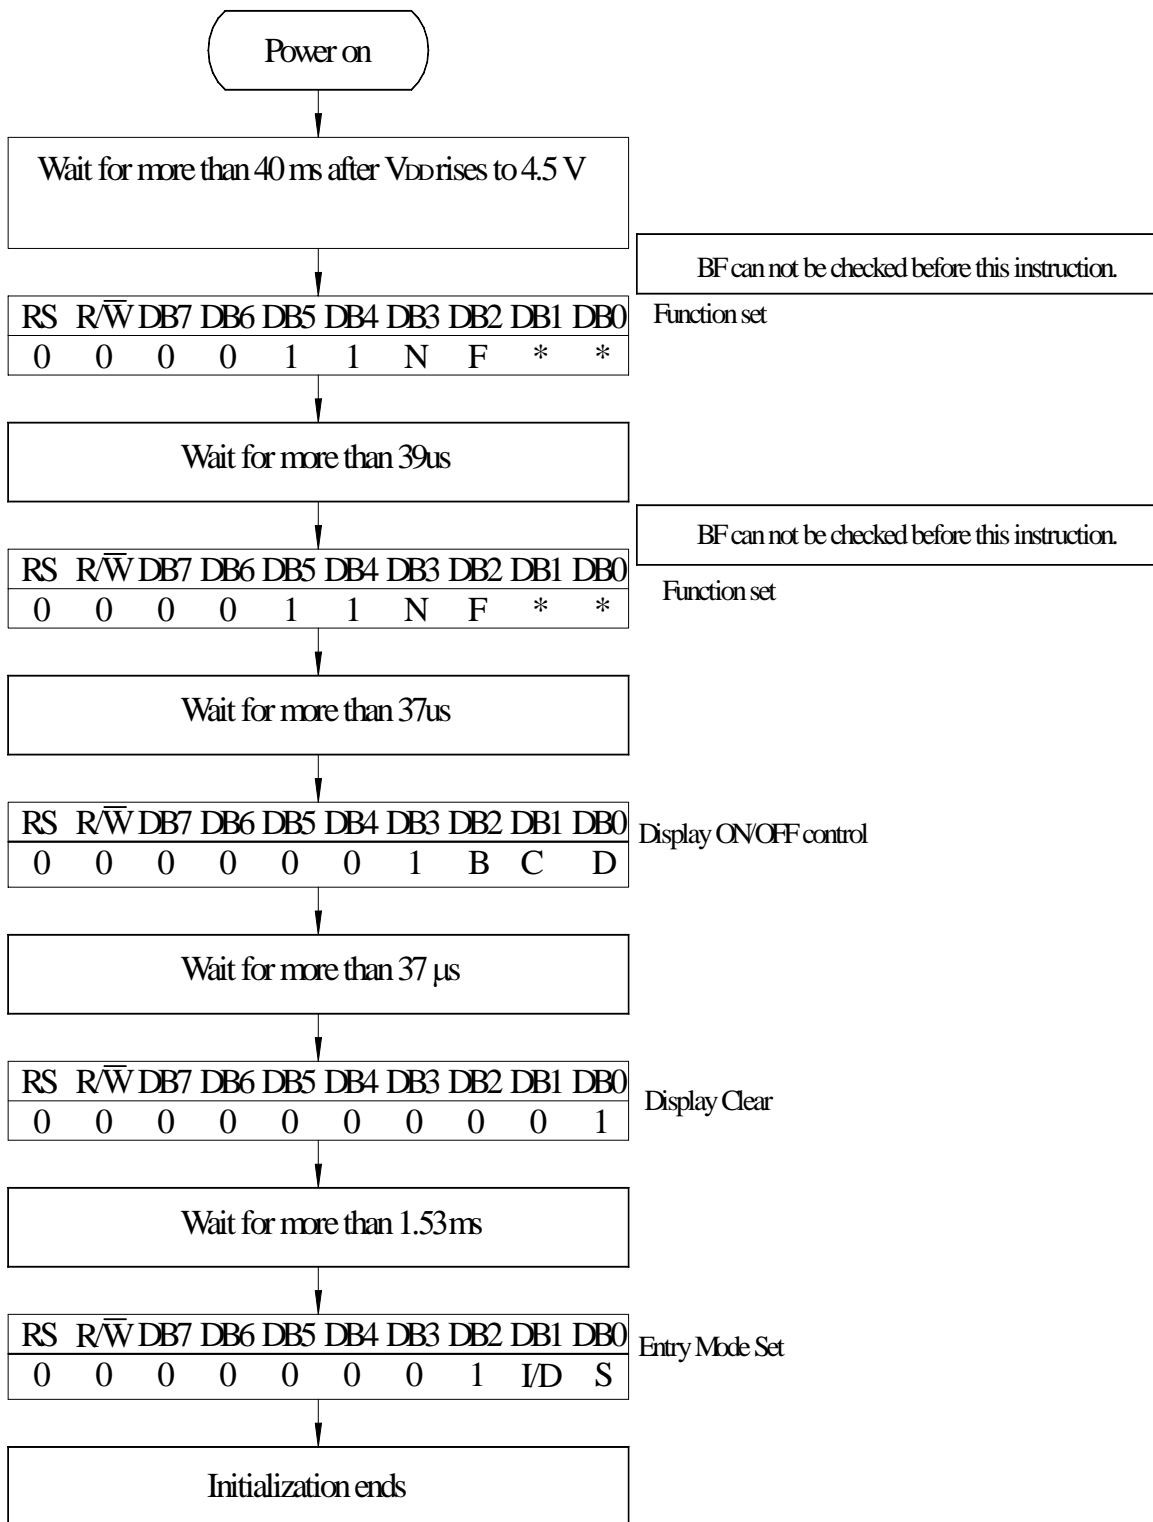 Power on
Wait for more than 40 ms after VDD rises to 4.5 V
BF can not be checked before this instruction.
RS R/W̅ DB7 DB6 DB5 DB4 DB3 DB2 DB1 DB0
Function set
0 0 0 0 1 1 N F * *
Wait for more than 39us
BF can not be checked before this instruction.
RS R/W̅ DB7 DB6 DB5 DB4 DB3 DB2 DB1 DB0
Function set
0 0 0 0 1 1 N F * *
Wait for more than 37us
RS R/W̅ DB7 DB6 DB5 DB4 DB3 DB2 DB1 DB0
Display ON/OFF control
0 0 0 0 0 0 1 B C D
Wait for more than 37 µs
RS R/W̅ DB7 DB6 DB5 DB4 DB3 DB2 DB1 DB0
Display Clear
0 0 0 0 0 0 0 0 0 1
Wait for more than 1.53ms
RS R/W̅ DB7 DB6 DB5 DB4 DB3 DB2 DB1 DB0
Entry Mode Set
0 0 0 0 0 0 0 1 I/D S
Initialization ends